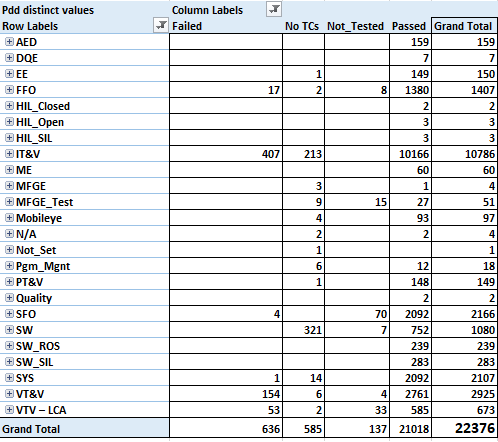 Pdd distinct values Column Labels
Row Labels Failed No TCs Not_Tested Passed Grand Total
AED 159 159
DQE 7 7
EE 1 149 150
FFO 17 2 8 1380 1407
HIL_Closed 2 2
HIL_Open 3 3
HIL_SIL 3 3
IT&V 407 213 10166 10786
ME 60 60
MFGE 3 1 4
MFGE_Test 9 15 27 51
Mobileye 4 93 97
N/A 2 2 4
Not_Set 1 1
Pgm_Mgnt 6 12 18
PT&V 1 148 149
Quality 2 2
SFO 4 70 2092 2166
SW 321 7 752 1080
SW_ROS 239 239
SW_SIL 283 283
SYS 1 14 2092 2107
VT&V 154 6 4 2761 2925
VTV – LCA 53 2 33 585 673
Grand Total 636 585 137 21018 22376